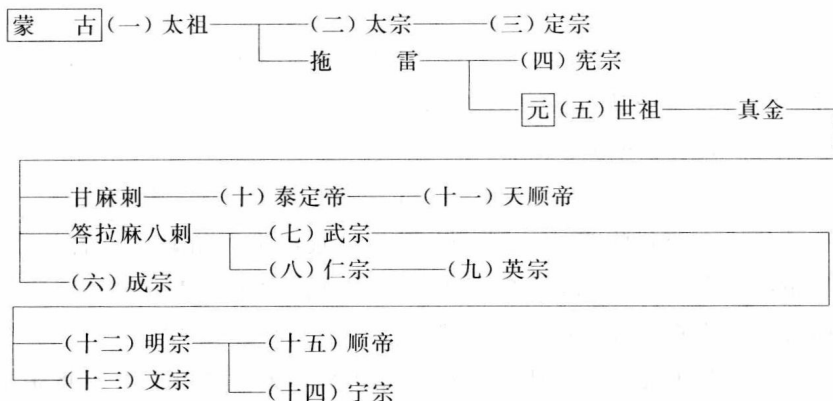 蒙 古(一)太祖 (二)太宗 (三)定宗
拖 雷 (四)宪宗
元(五)世祖 真金
甘麻刺 (十)泰定帝 (十一)天顺帝
答拉麻八刺 (七)武宗
(六)成宗 (八)仁宗 (九)英宗
(十二)明宗 (十五)顺帝
(十三)文宗 (十四)宁宗